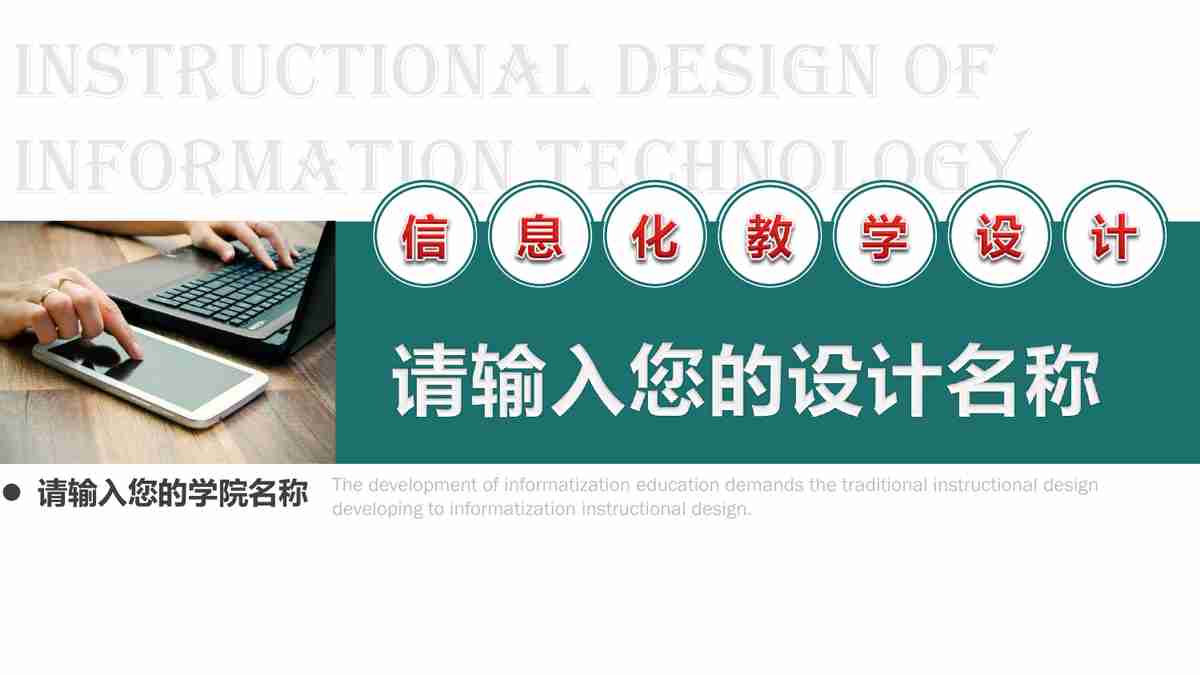 INSTRUCTIONAL DESIGN OF
INFORMATION TECHNOLOGY
信息化教学设计
请输入您的设计名称
● 请输入您的学院名称
The development of informatization education demands the traditional instructional design
developing to informatization instructional design.